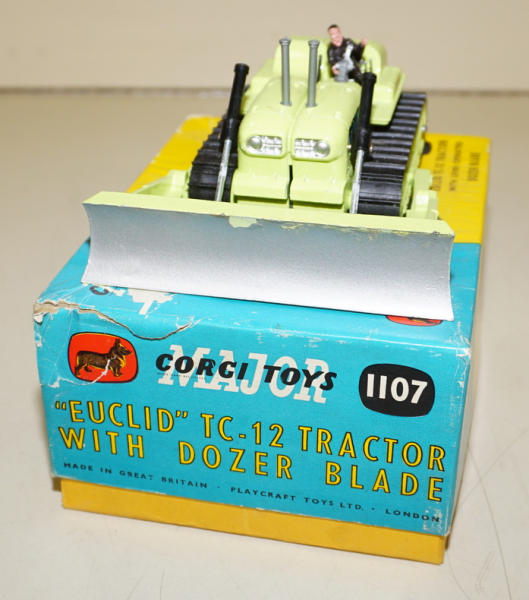 CORGI TOYS
MAJOR
1107
"EUCLID" TC-12 TRACTOR
WITH DOZER BLADE
MADE IN GREAT BRITAIN · PLAYCRAFT TOYS LTD. · LONDON